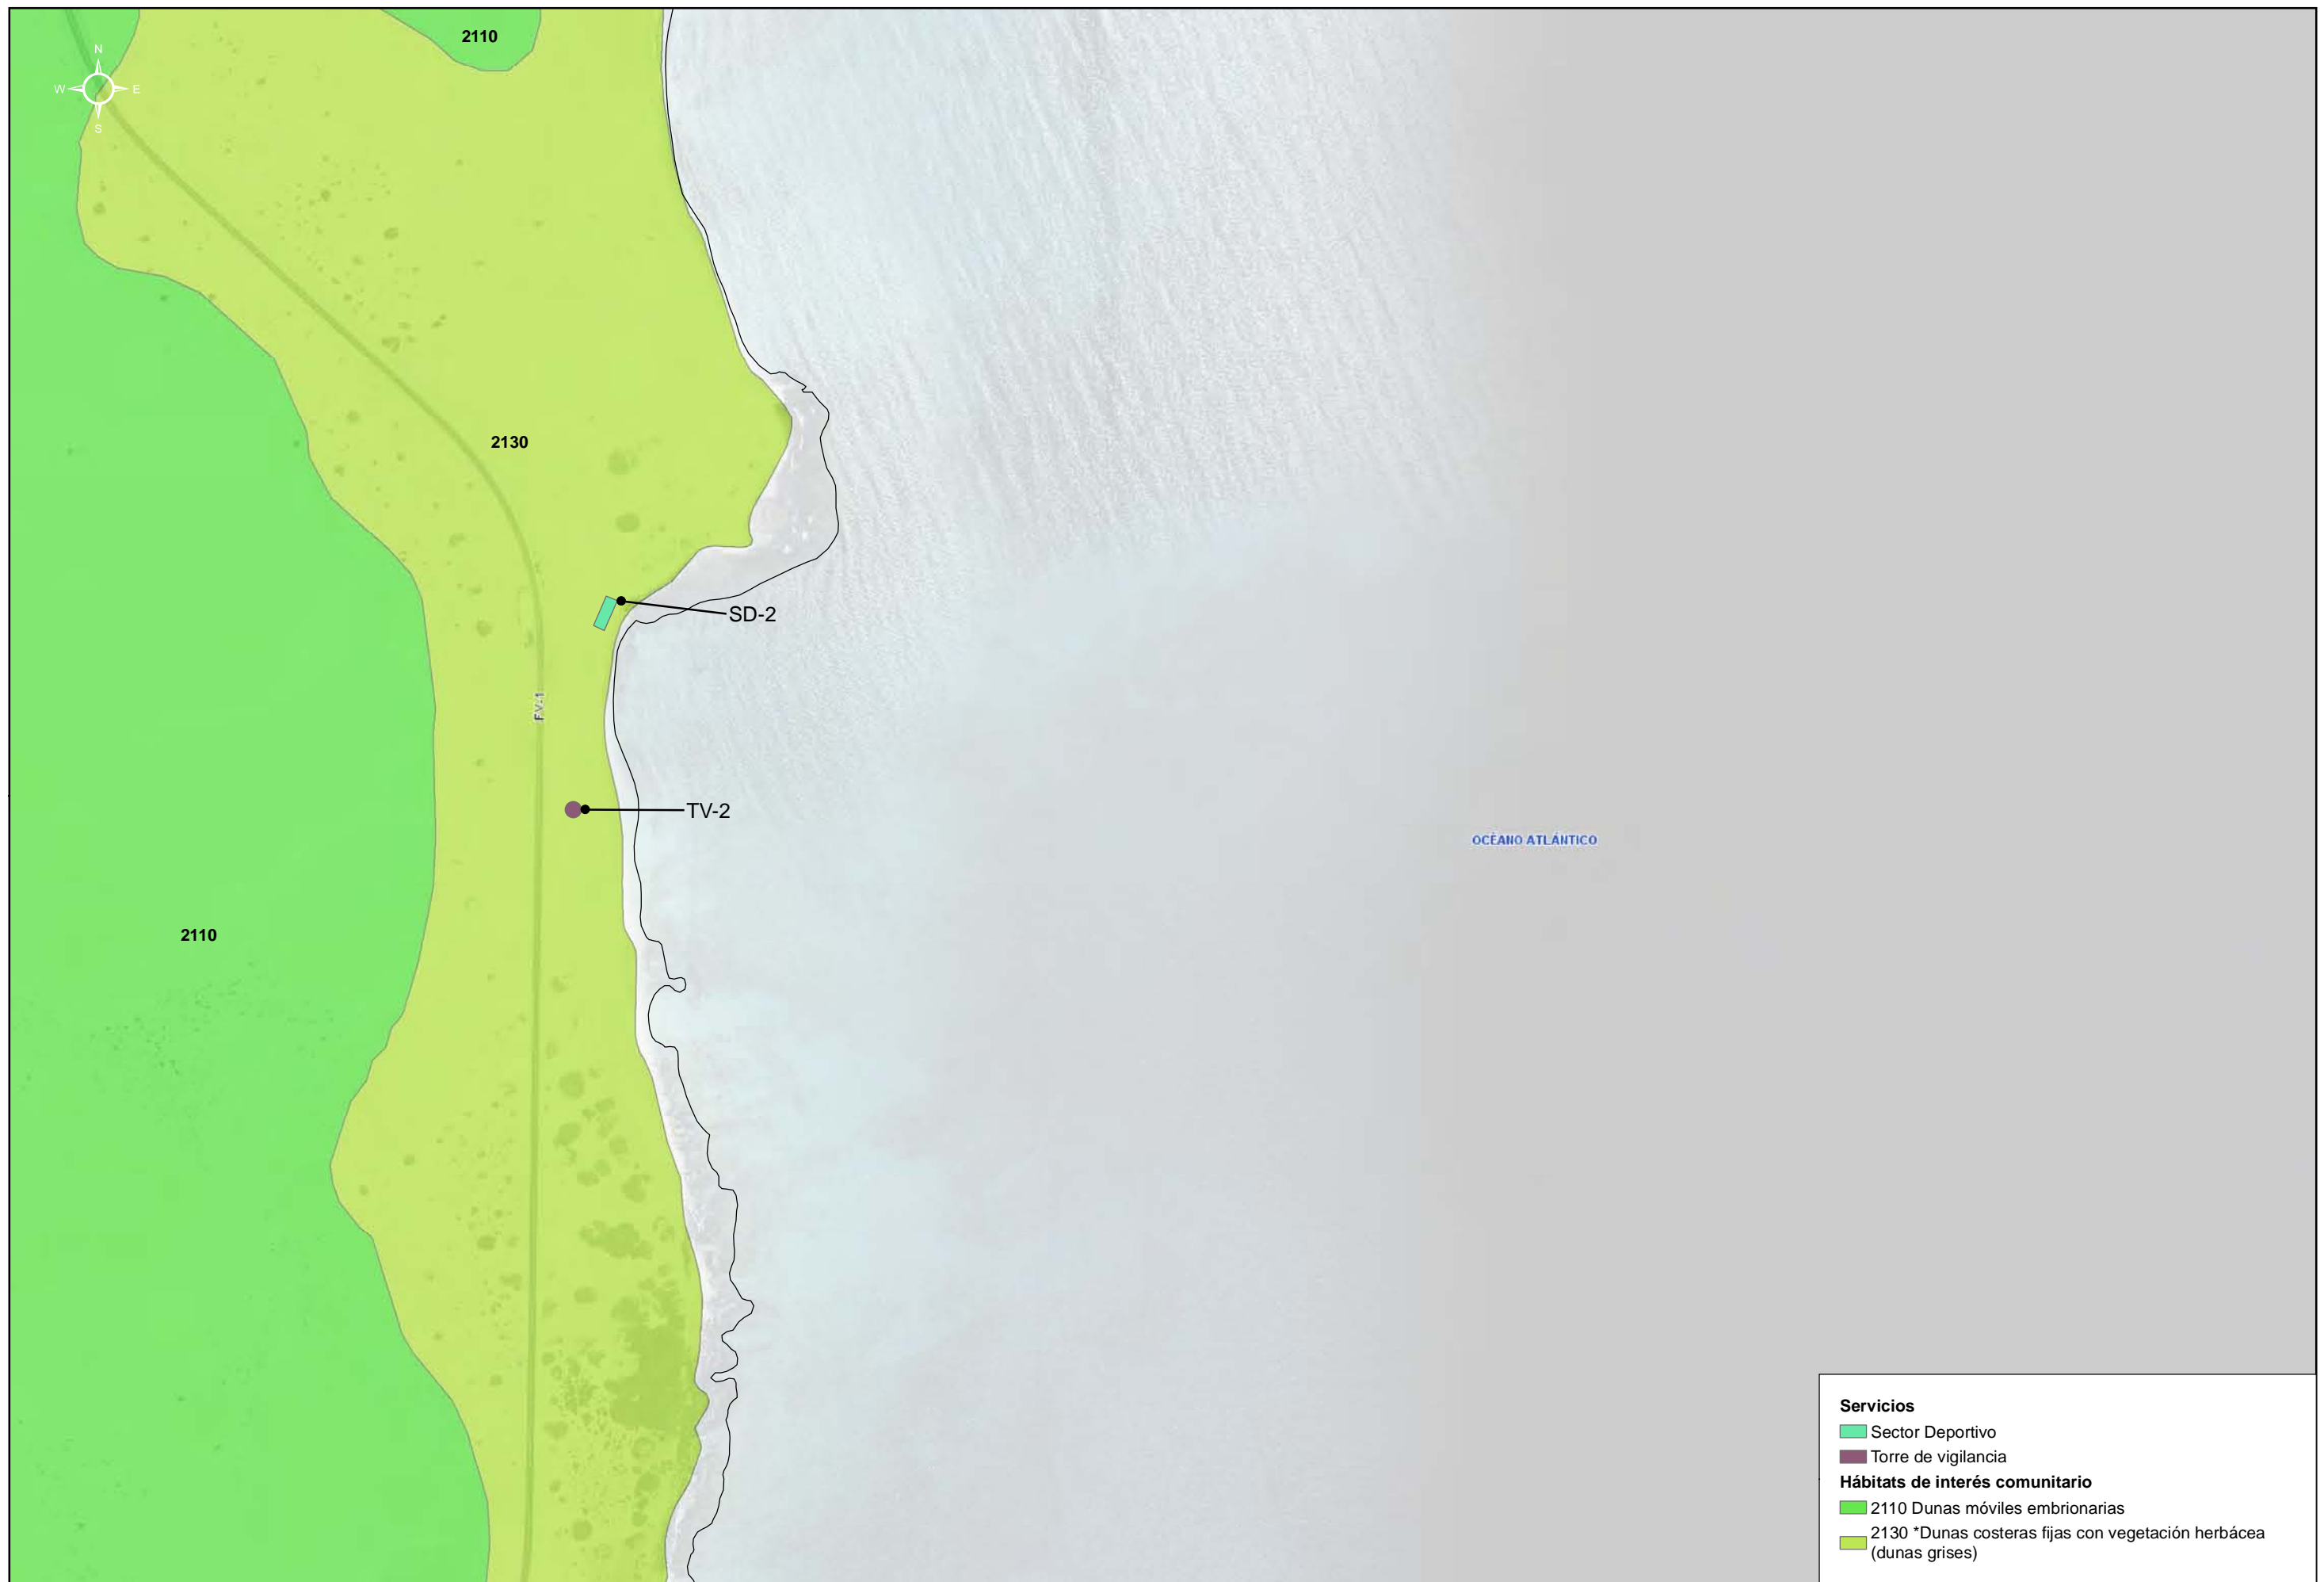 2110
N
W E
S
2130
SD-2
FV-1
TV-2
OCÉANO ATLÁNTICO
2110
Servicios
Sector Deportivo
Torre de vigilancia
Hábitats de interés comunitario
2110 Dunas móviles embrionarias
2130 *Dunas costeras fijas con vegetación herbácea
(dunas grises)